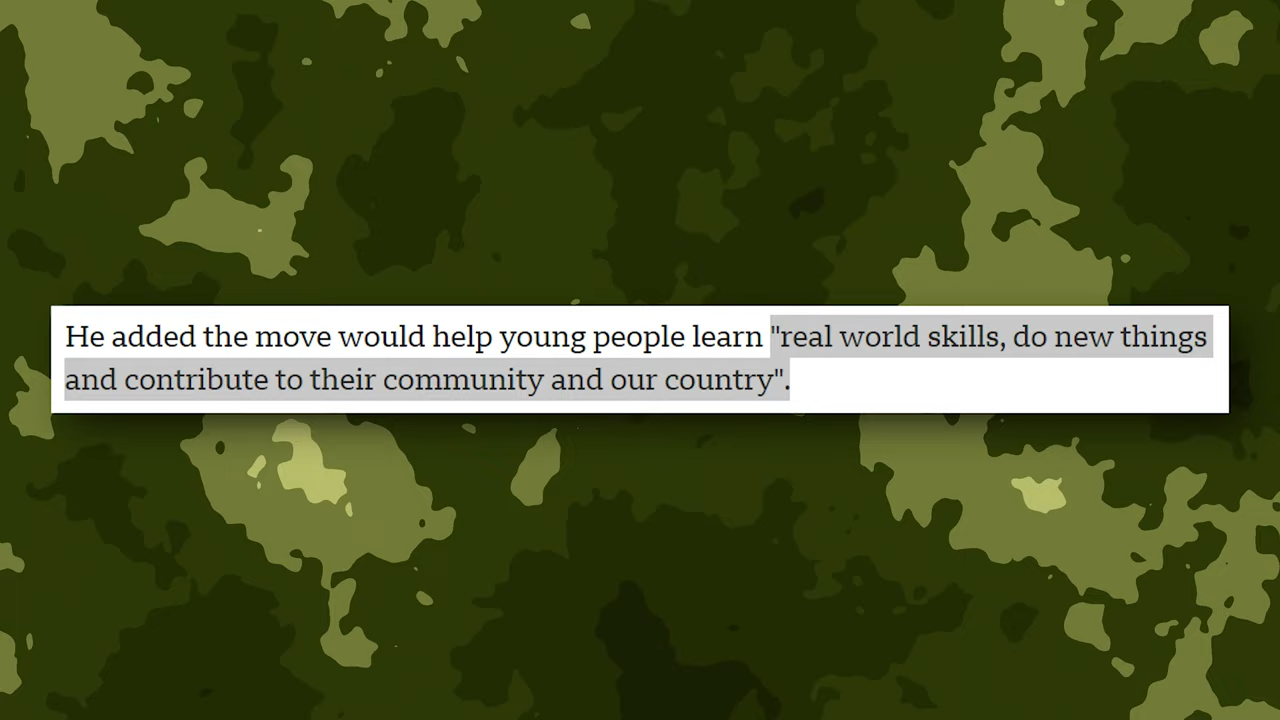 He added the move would help young people learn "real world skills, do new things
and contribute to their community and our country".